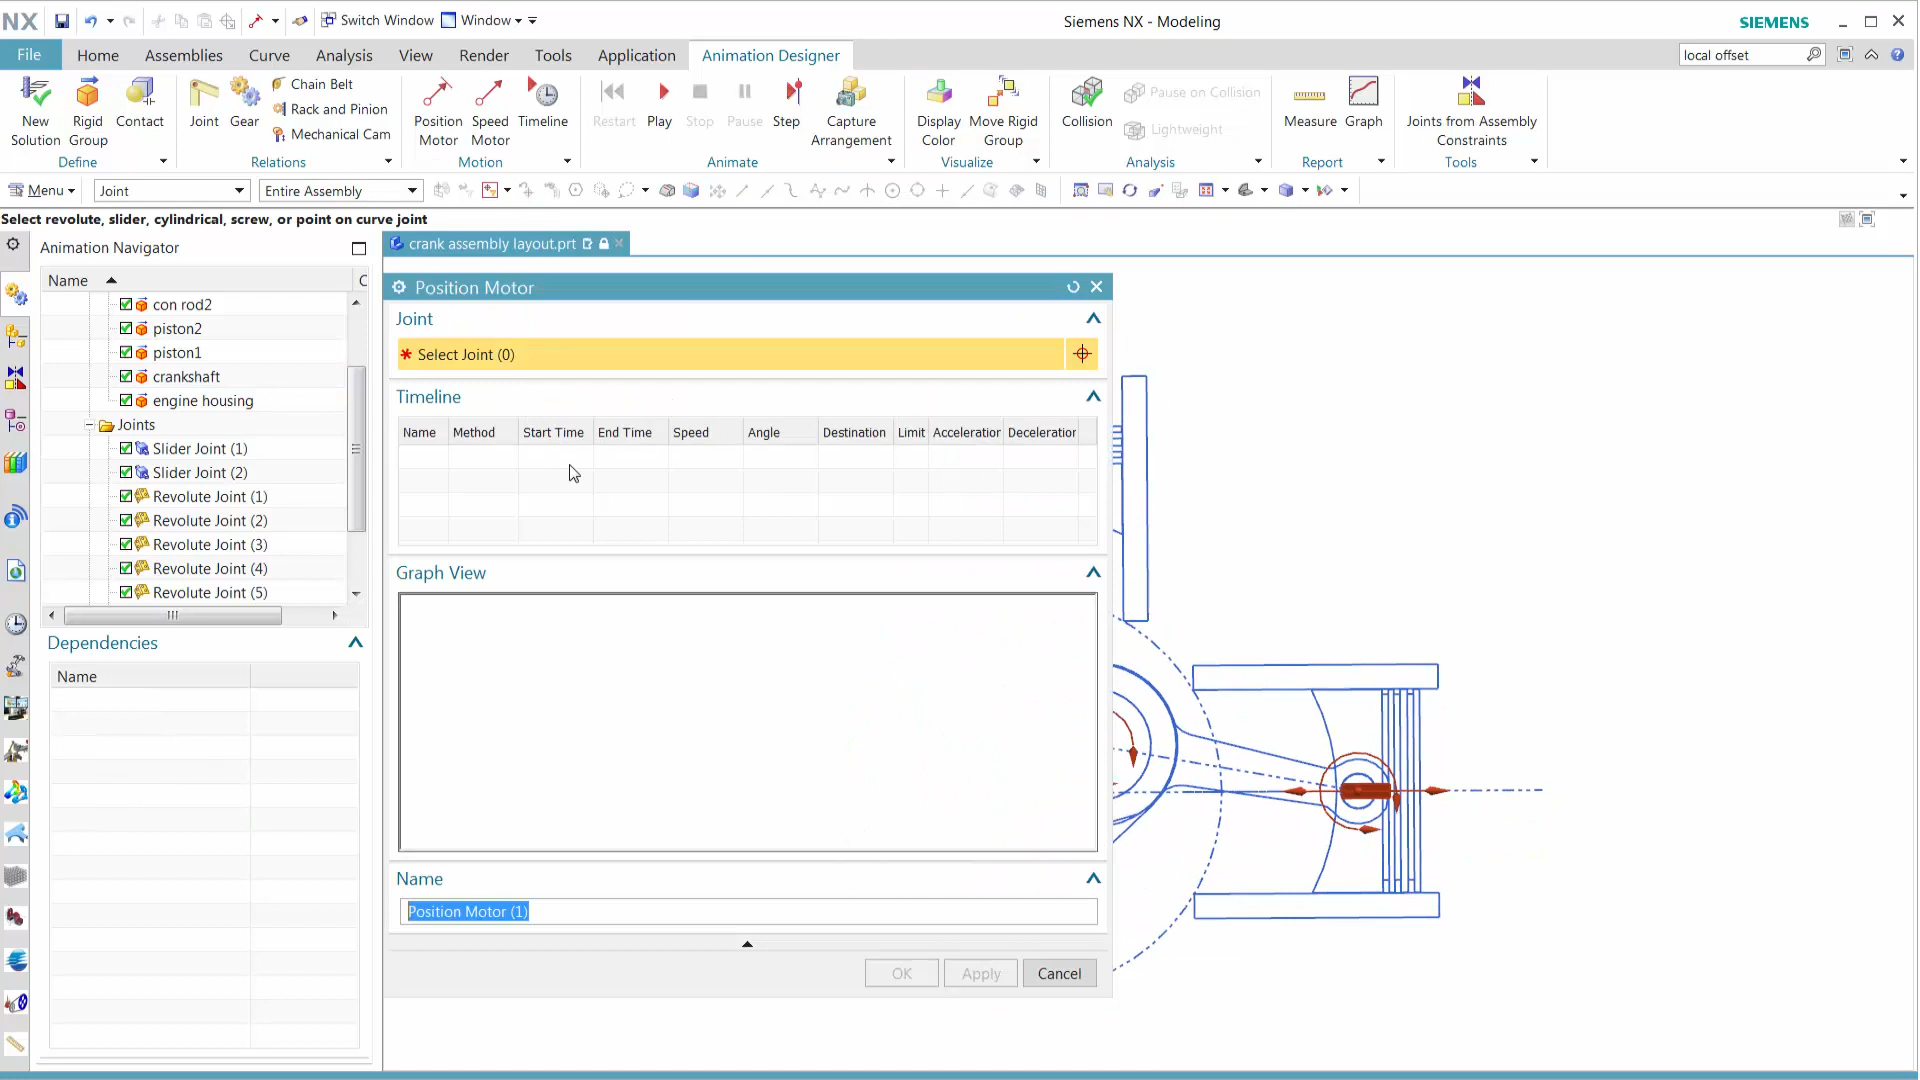 NX
Switch Window
Window
Siemens NX - Modeling
SIEMENS
File
Home
Assemblies
Curve
Analysis
View
Render
Tools
Application
Animation Designer
local offset
New Solution
Rigid Group
Contact
Define
Joint
Gear
Chain Belt
Rack and Pinion
Mechanical Cam
Relations
Position Motor
Speed Motor
Timeline
Motion
Restart
Play
Stop
Pause
Step
Capture Arrangement
Animate
Display Color
Move Rigid Group
Visualize
Collision
Pause on Collision
Lightweight
Analysis
Measure
Graph
Report
Joints from Assembly Constraints
Tools
Menu
Joint
Entire Assembly
Select revolute, slider, cylindrical, screw, or point on curve joint
Animation Navigator
Name
C
con rod2
piston2
piston1
crankshaft
engine housing
Joints
Slider Joint (1)
Slider Joint (2)
Revolute Joint (1)
Revolute Joint (2)
Revolute Joint (3)
Revolute Joint (4)
Revolute Joint (5)
Dependencies
Name
crank assembly layout.prt
Position Motor
Joint
* Select Joint (0)
Timeline
Name Method Start Time End Time Speed Angle Destination Limit Acceleration Deceleration
Graph View
Name
Position Motor (1)
OK
Apply
Cancel